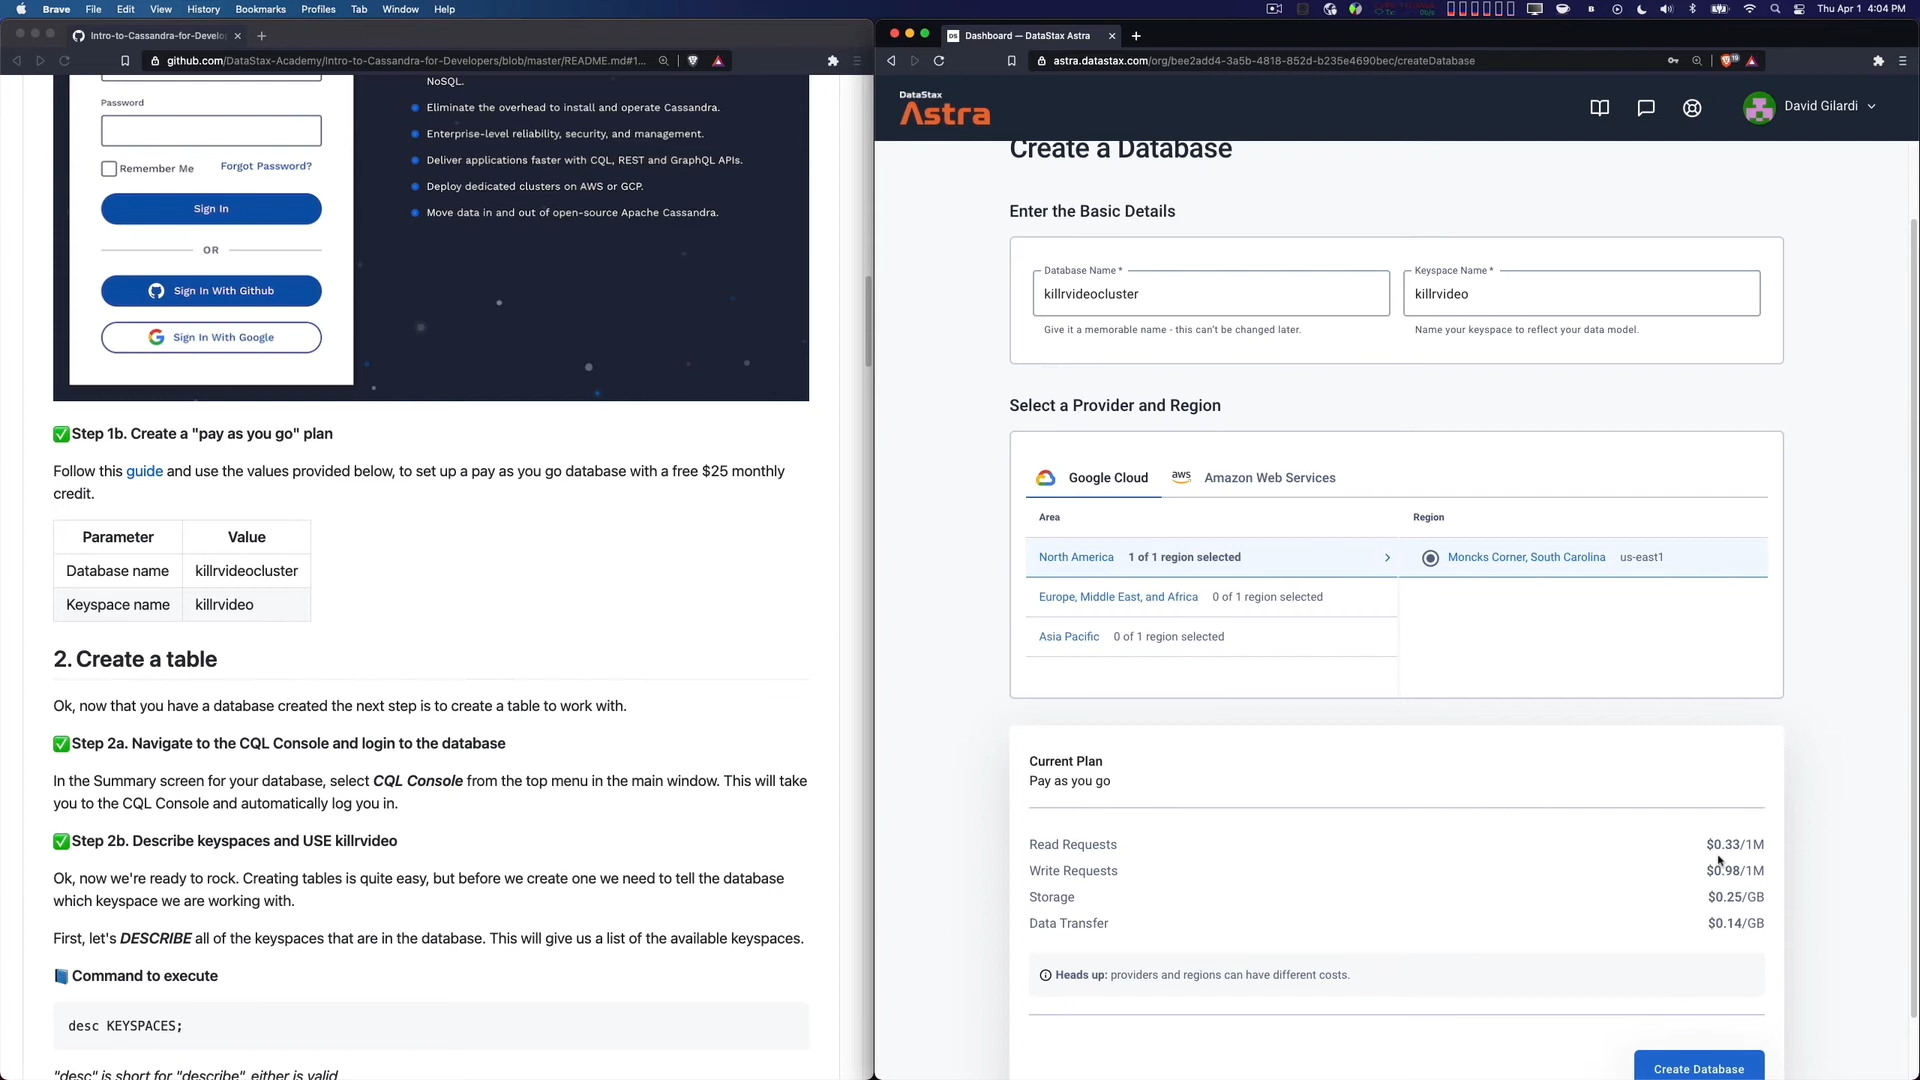 Brave File Edit View History Bookmarks Profiles Tab Window Help
Thu Apr 1 4:04 PM
Intro-to-Cassandra-for-Develo
github.com/DataStax-Academy/Intro-to-Cassandra-for-Developers/blob/master/README.md#1...
Password
Remember Me Forgot Password?
Sign In
OR
Sign In With Github
Sign In With Google
NoSQL.
Eliminate the overhead to install and operate Cassandra.
Enterprise-level reliability, security, and management.
Deliver applications faster with CQL, REST and GraphQL APIs.
Deploy dedicated clusters on AWS or GCP.
Move data in and out of open-source Apache Cassandra.
✅Step 1b. Create a "pay as you go" plan
Follow this guide and use the values provided below, to set up a pay as you go database with a free $25 monthly
credit.
Parameter Value
Database name killrvideocluster
Keyspace name killrvideo
2. Create a table
Ok, now that you have a database created the next step is to create a table to work with.
✅Step 2a. Navigate to the CQL Console and login to the database
In the Summary screen for your database, select CQL Console from the top menu in the main window. This will take
you to the CQL Console and automatically log you in.
✅Step 2b. Describe keyspaces and USE killrvideo
Ok, now we're ready to rock. Creating tables is quite easy, but before we create one we need to tell the database
which keyspace we are working with.
First, let's DESCRIBE all of the keyspaces that are in the database. This will give us a list of the available keyspaces.
📘 Command to execute
desc KEYSPACES;
"desc" is short for "describe", either is valid
Dashboard — DataStax Astra
astra.datastax.com/org/bee2add4-3a5b-4818-852d-b235e4690bec/createDatabase
DataStax
Astra
David Gilardi
Create a Database
Enter the Basic Details
Database Name *
killrvideocluster
Give it a memorable name - this can't be changed later.
Keyspace Name *
killrvideo
Name your keyspace to reflect your data model.
Select a Provider and Region
Google Cloud aws Amazon Web Services
Area Region
North America 1 of 1 region selected Moncks Corner, South Carolina us-east1
Europe, Middle East, and Africa 0 of 1 region selected
Asia Pacific 0 of 1 region selected
Current Plan
Pay as you go
Read Requests $0.33/1M
Write Requests $0.98/1M
Storage $0.25/GB
Data Transfer $0.14/GB
Heads up: providers and regions can have different costs.
Create Database